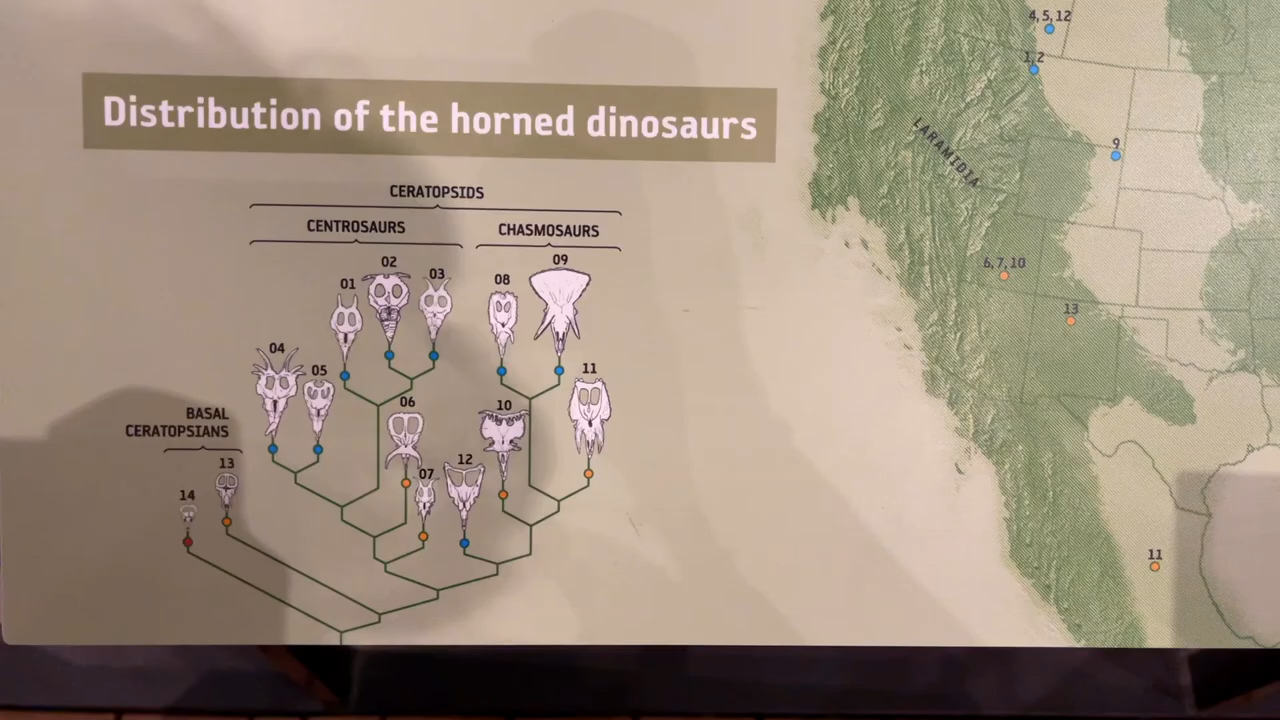 Distribution of the horned dinosaurs
CERATOPSIDS
CENTROSAURS
CHASMOSAURS
01
02
03
08
09
04
05
11
06
10
BASAL
CERATOPSIANS
12
13
07
14
4, 5, 12
1, 2
9
LARAMIDIA
6, 7, 10
13
11